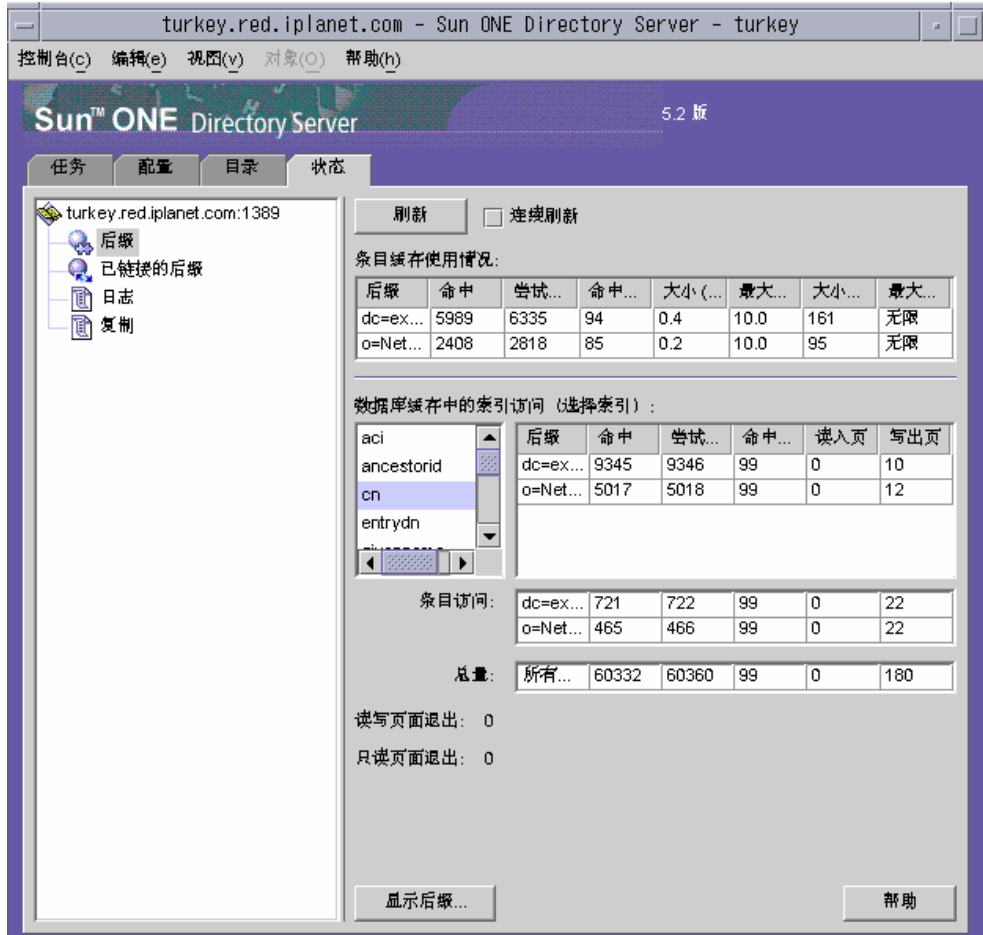 turkey.red.iplanet.com - Sun ONE Directory Server - turkey
控制台(c) 编辑(e) 视图(v) 对象(O) 帮助(h)
Sun™ ONE Directory Server 5.2 版
任务 配置 目录 状态
turkey.red.iplanet.com:1389
后缀
已链接的后缀
日志
复制
刷新 连续刷新
条目缓存使用情况:
后缀 命中 尝试... 命中... 大小 (... 最大... 大小... 最大...
dc=ex... 5989 6335 94 0.4 10.0 161 无限
o=Net... 2408 2818 85 0.2 10.0 95 无限
数据库缓存中的索引访问（选择索引）:
aci
ancestorid
cn
entrydn
后缀 命中 尝试... 命中... 读入页 写出页
dc=ex... 9345 9346 99 0 10
o=Net... 5017 5018 99 0 12
条目访问:
dc=ex... 721 722 99 0 22
o=Net... 465 466 99 0 22
总量: 所有... 60332 60360 99 0 180
读写页面退出: 0
只读页面退出: 0
显示后缀... 帮助